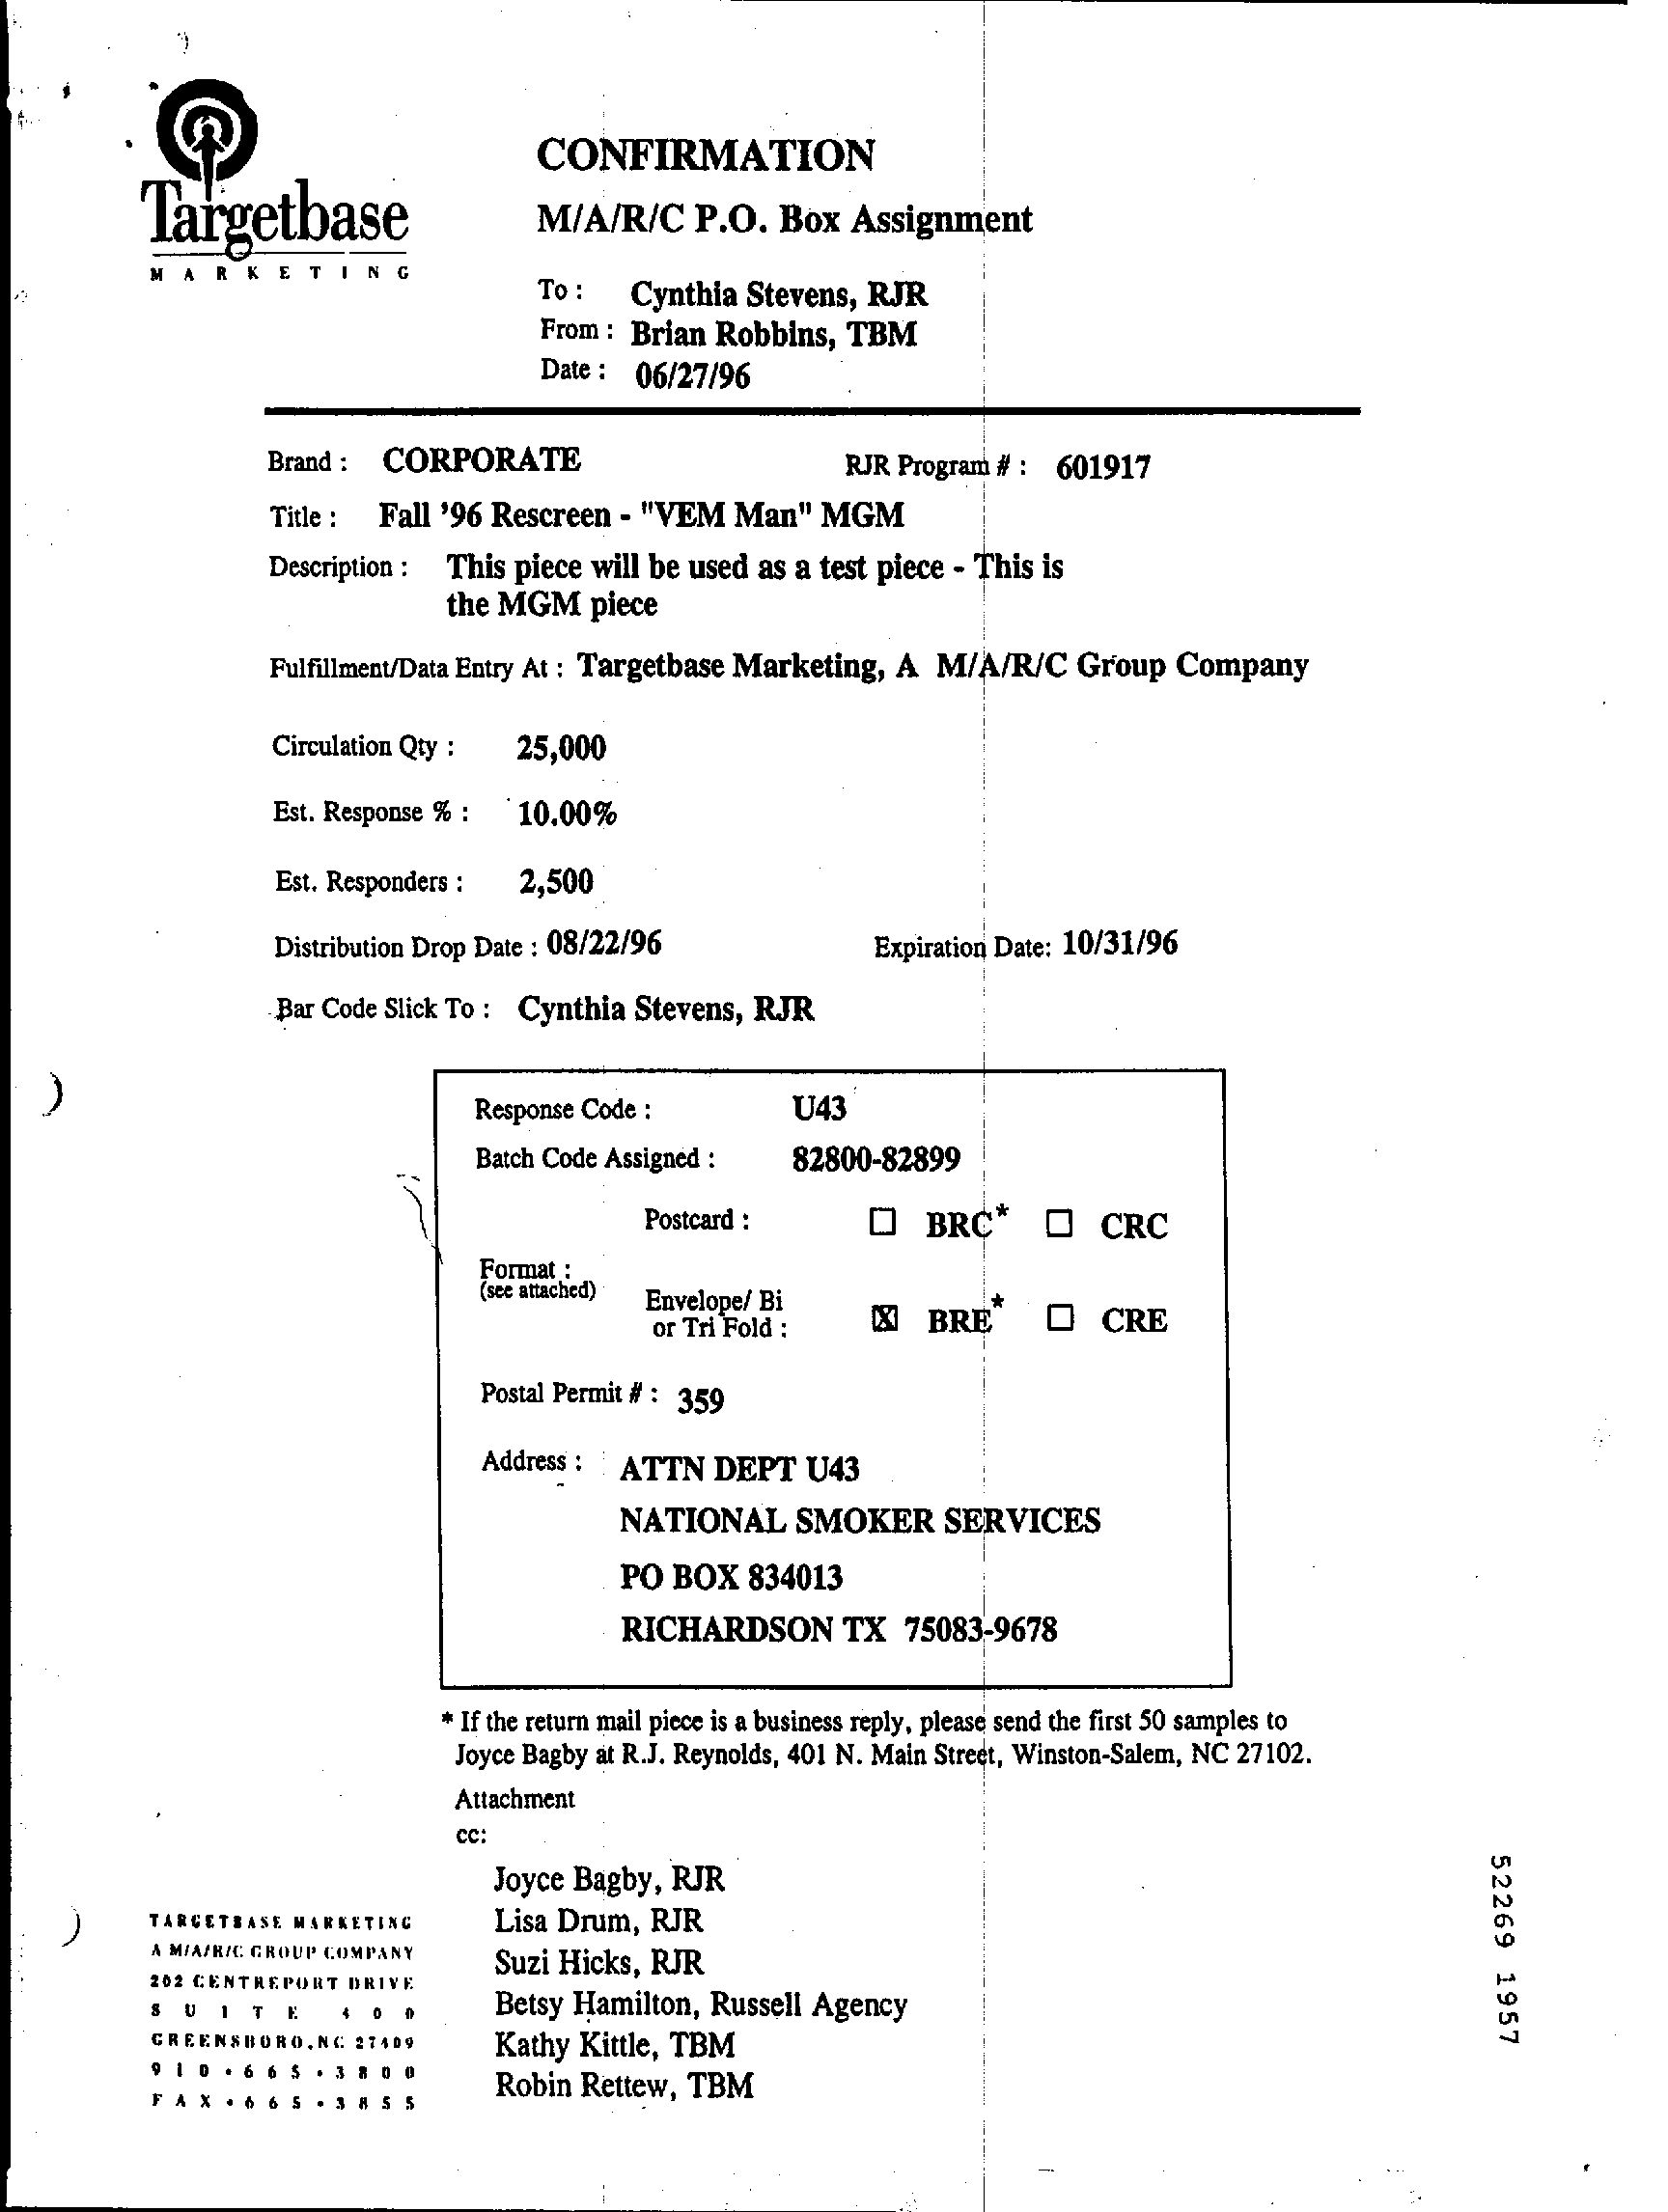 CONFIRMATION
M/A/R/C P.O. Box Assignment
Targetbase
MARKETING
To : Cynthia Stevens, RJR
From : Brian Robbins, TBM
Date : 06/27/96
Brand : CORPORATE RJR Program # : 601917
Title : Fall '96 Rescreen - "VEM Man" MGM
Description : This piece will be used as a test piece - This is
the MGM piece
Fulfillment/Data Entry At : Targetbase Marketing, A M/A/R/C Group Company
Circulation Qty : 25,000
Est. Response % : 10.00%
Est. Responders : 2,500
Distribution Drop Date : 08/22/96 Expiration Date: 10/31/96
Bar Code Slick To : Cynthia Stevens, RJR
Response Code : U43
Batch Code Assigned : 82800-82899
Postcard : ☐ BRC* ☐ CRC
Format :
(see attached)
Envelope/ Bi
or Tri Fold : ☒ BRE* ☐ CRE
Postal Permit # : 359
Address : ATTN DEPT U43
NATIONAL SMOKER SERVICES
PO BOX 834013
RICHARDSON TX 75083-9678
* If the return mail piece is a business reply, please send the first 50 samples to
Joyce Bagby at R.J. Reynolds, 401 N. Main Street, Winston-Salem, NC 27102.
Attachment
cc:
Joyce Bagby, RJR
Lisa Drum, RJR
Suzi Hicks, RJR
Betsy Hamilton, Russell Agency
Kathy Kittle, TBM
Robin Rettew, TBM
TARGETBASE MARKETING
A M/A/R/C GROUP COMPANY
202 CENTREPORT DRIVE
SUITE 400
GREENSBORO, NC 27409
910•665•3800
FAX•665•3855
52269 1957